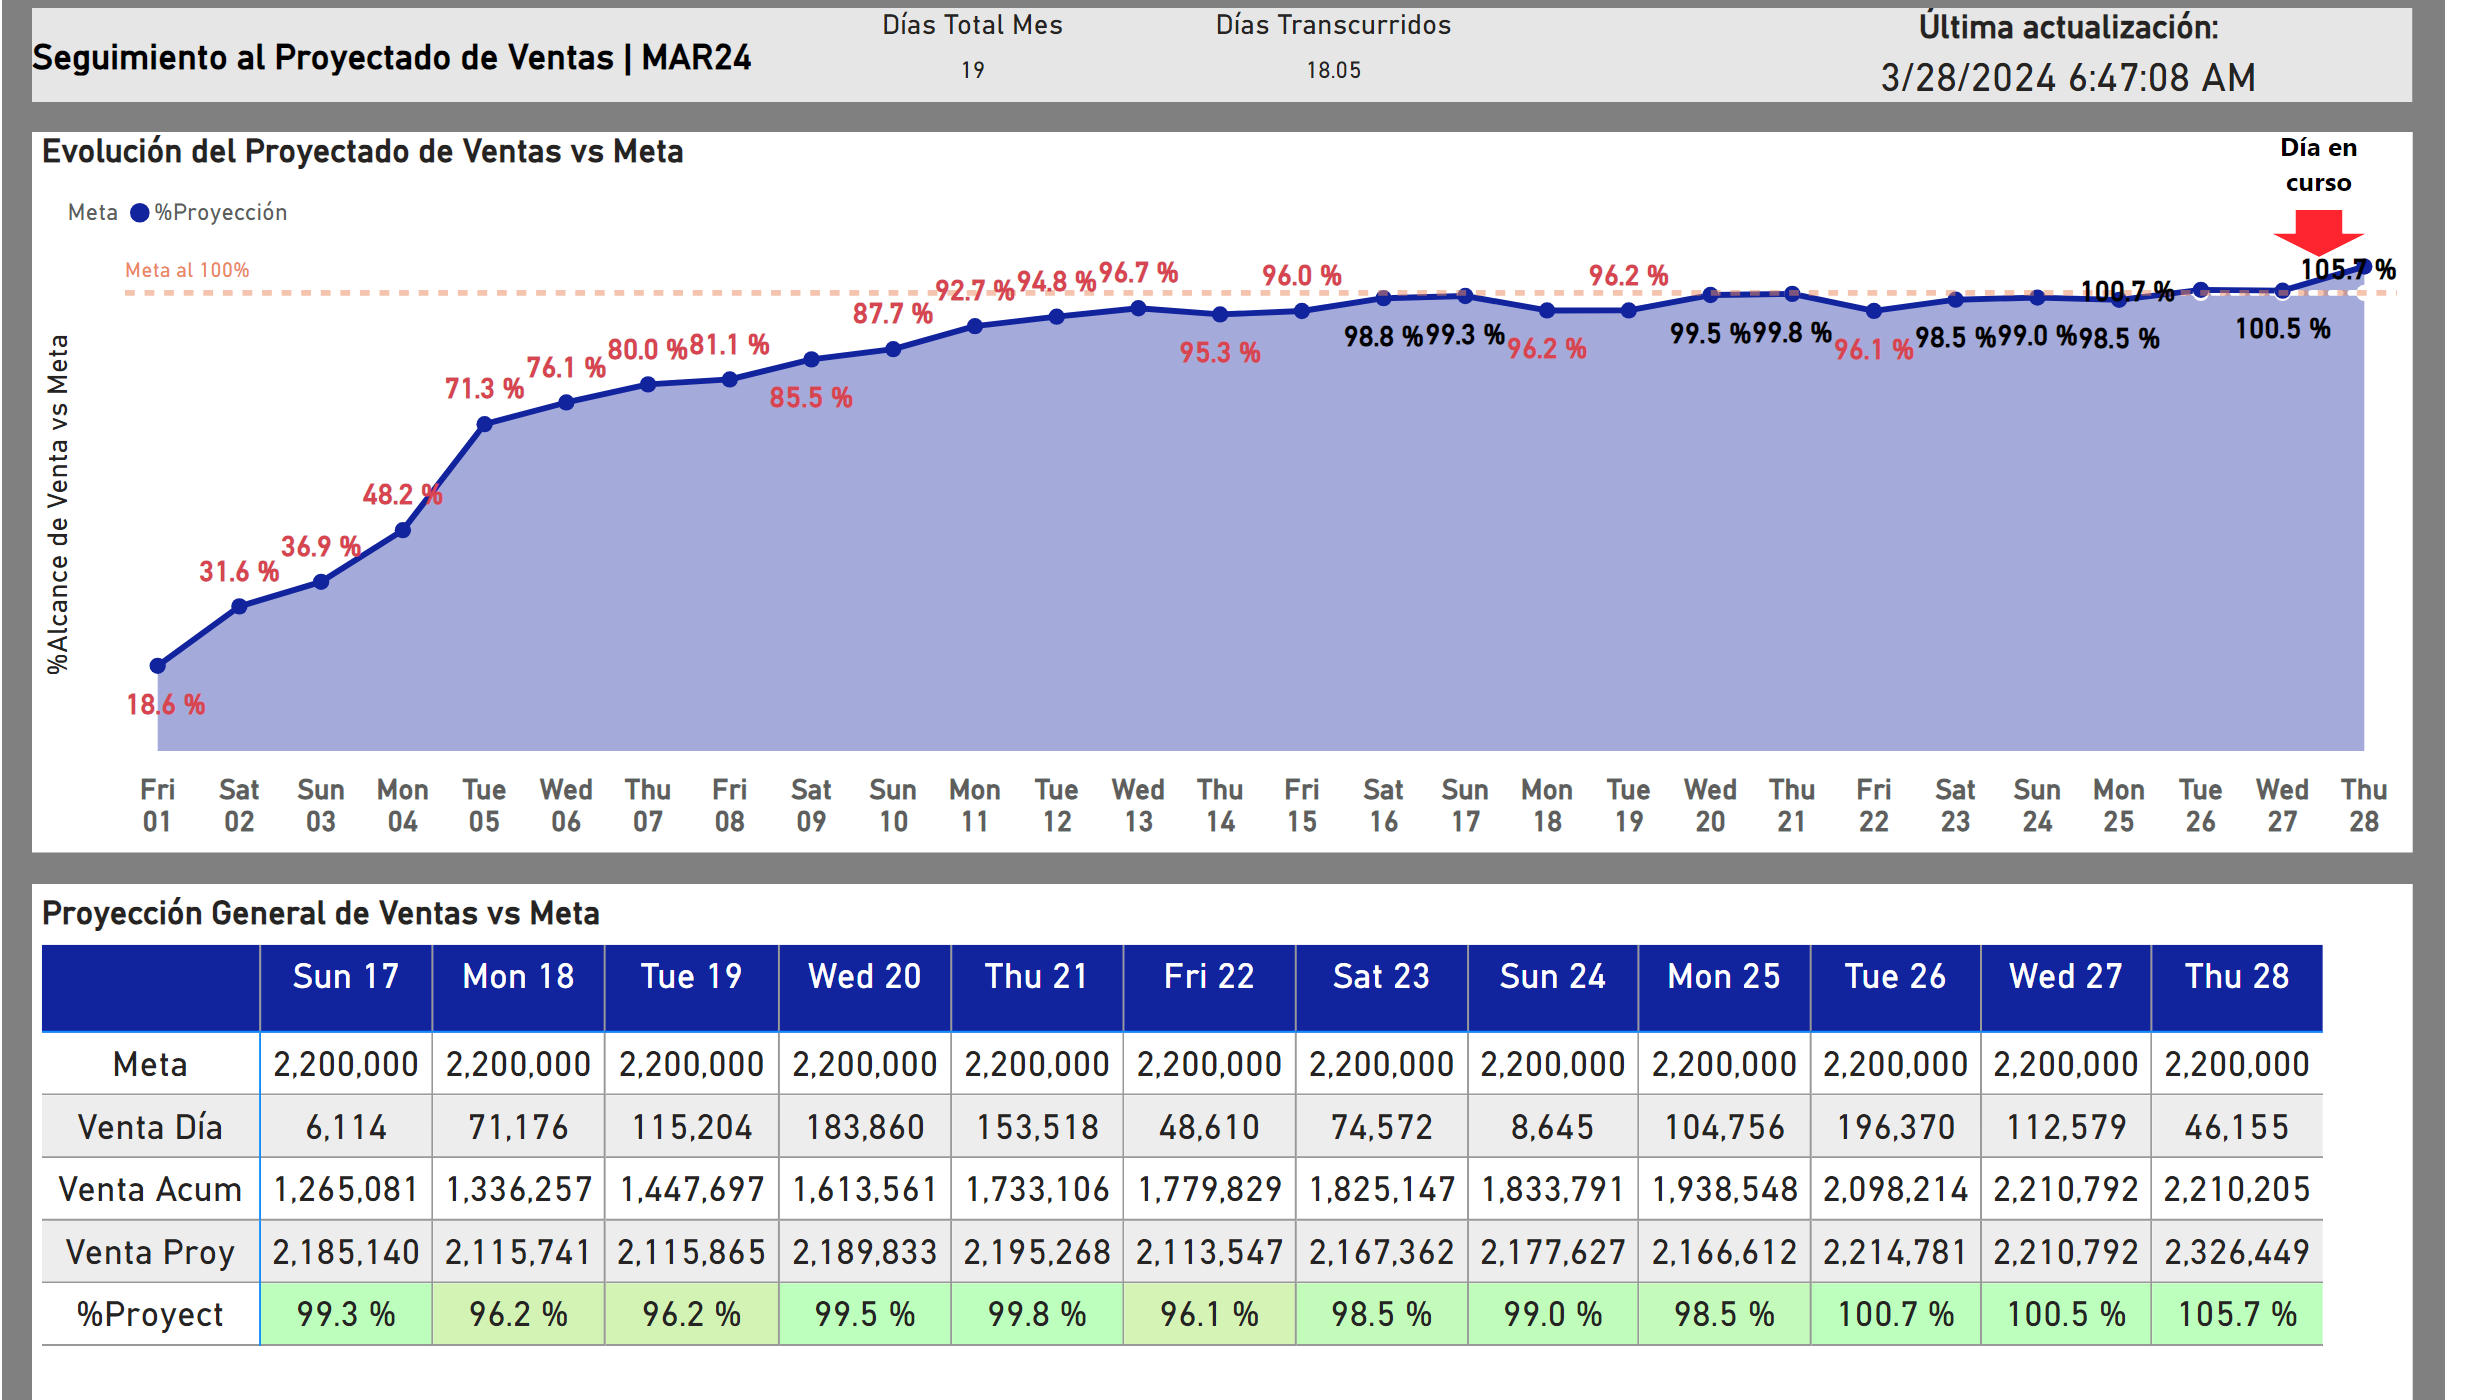 Seguimiento al Proyectado de Ventas | MAR24
Días Total Mes
19
Días Transcurridos
18.05
Última actualización:
3/28/2024 6:47:08 AM
Evolución del Proyectado de Ventas vs Meta
Día en
curso
Meta %Proyección
Meta al 100%
%Alcance de Venta vs Meta
18.6 %
31.6 %
36.9 %
48.2 %
71.3 %
76.1 %
80.0 %
81.1 %
85.5 %
87.7 %
92.7 %
94.8 %
96.7 %
95.3 %
96.0 %
98.8 %
99.3 %
96.2 %
96.2 %
99.5 %
99.8 %
96.1 %
98.5 %
99.0 %
98.5 %
100.7 %
100.5 %
105.7 %
Fri Sat Sun Mon Tue Wed Thu Fri Sat Sun Mon Tue Wed Thu Fri Sat Sun Mon Tue Wed Thu Fri Sat Sun Mon Tue Wed Thu
01 02 03 04 05 06 07 08 09 10 11 12 13 14 15 16 17 18 19 20 21 22 23 24 25 26 27 28
Proyección General de Ventas vs Meta
Sun 17 Mon 18 Tue 19 Wed 20 Thu 21 Fri 22 Sat 23 Sun 24 Mon 25 Tue 26 Wed 27 Thu 28
Meta 2,200,000 2,200,000 2,200,000 2,200,000 2,200,000 2,200,000 2,200,000 2,200,000 2,200,000 2,200,000 2,200,000 2,200,000
Venta Día 6,114 71,176 115,204 183,860 153,518 48,610 74,572 8,645 104,756 196,370 112,579 46,155
Venta Acum 1,265,081 1,336,257 1,447,697 1,613,561 1,733,106 1,779,829 1,825,147 1,833,791 1,938,548 2,098,214 2,210,792 2,210,205
Venta Proy 2,185,140 2,115,741 2,115,865 2,189,833 2,195,268 2,113,547 2,167,362 2,177,627 2,166,612 2,214,781 2,210,792 2,326,449
%Proyect 99.3 % 96.2 % 96.2 % 99.5 % 99.8 % 96.1 % 98.5 % 99.0 % 98.5 % 100.7 % 100.5 % 105.7 %